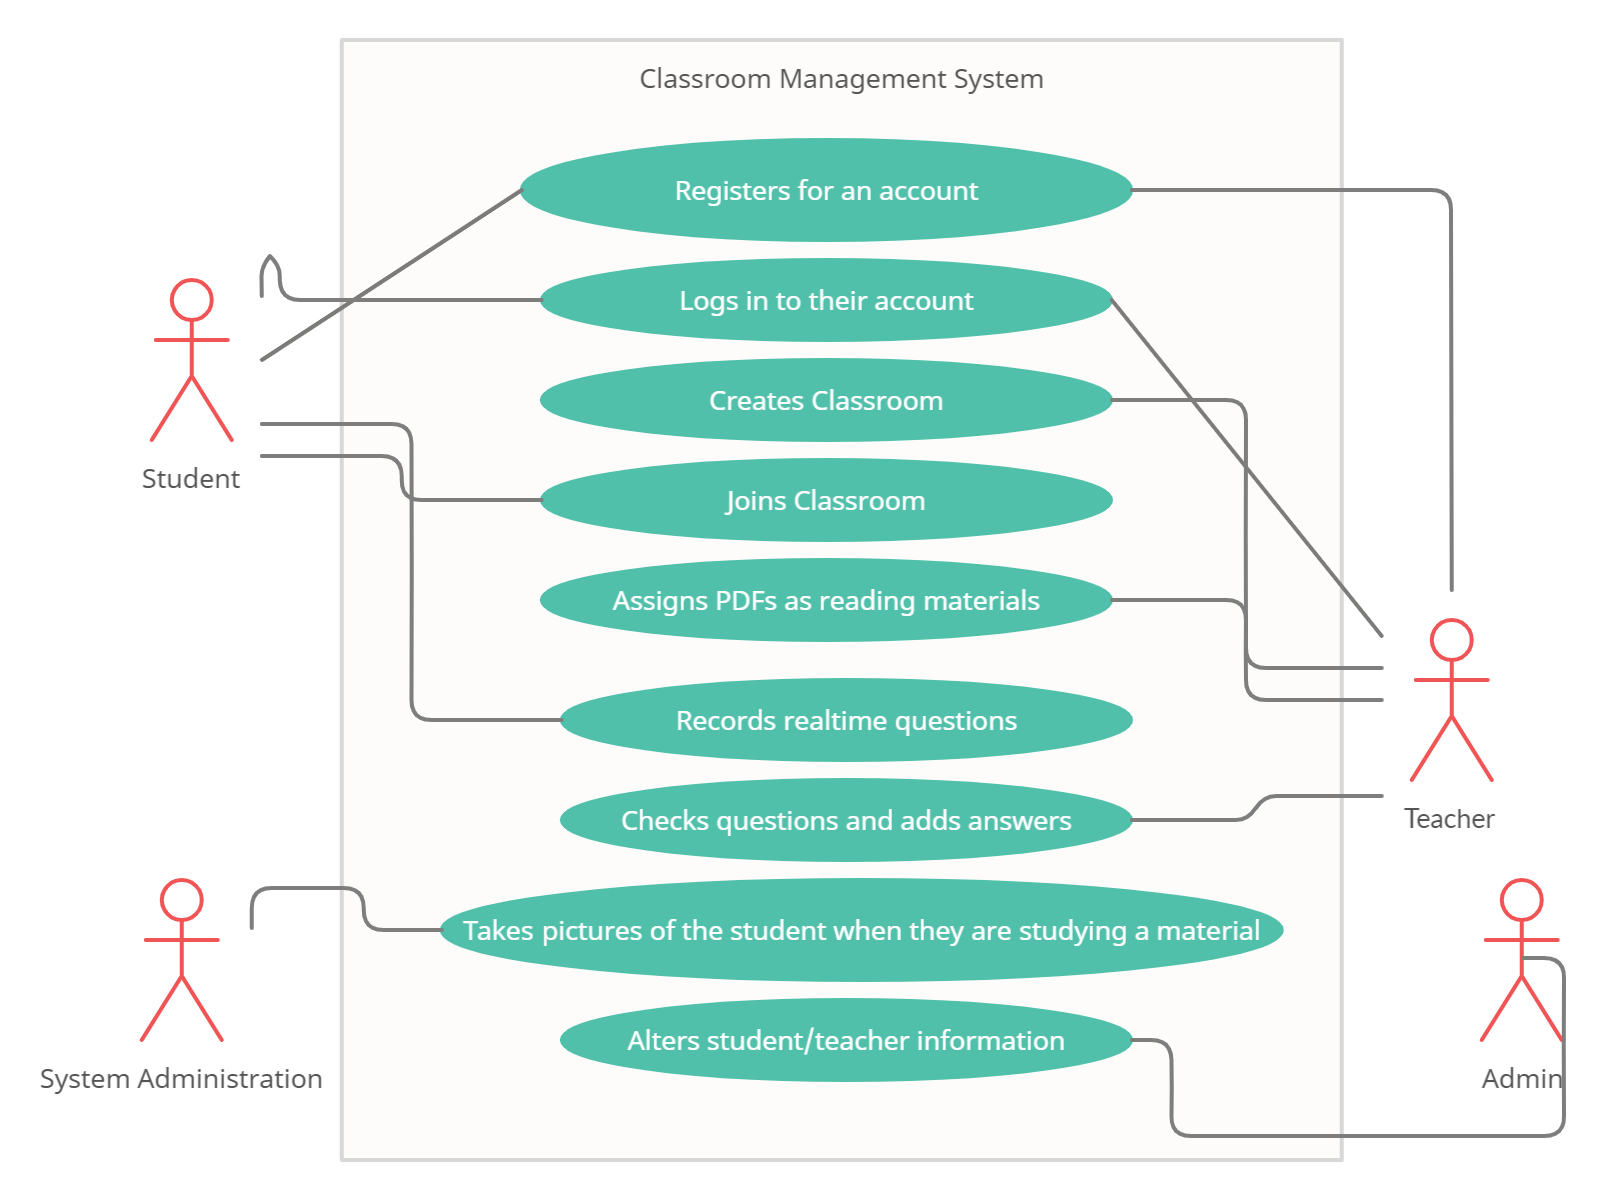 Classroom Management System
Registers for an account
Logs in to their account
Creates Classroom
Joins Classroom
Student
Assigns PDFs as reading materials
Records realtime questions
Checks questions and adds answers
Teacher
Takes pictures of the student when they are studying a material
Alters student/teacher information
System Administration
Admin